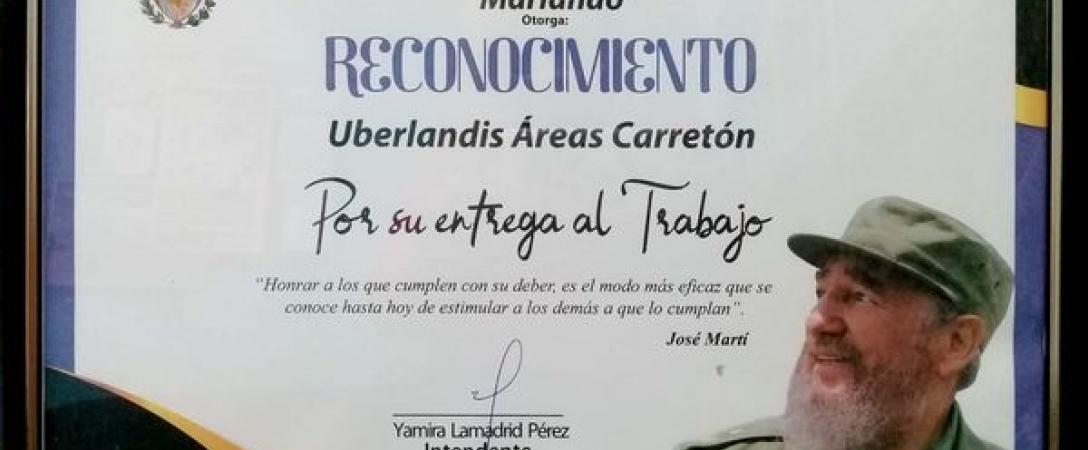 Otorga:
RECONOCIMIENTO
Uberlandis Áreas Carretón
Por su entrega al Trabajo
“Honrar a los que cumplen con su deber, es el modo más eficaz que se
conoce hasta hoy de estimular a los demás a que lo cumplan”.
José Martí
Yamira Lamadrid Pérez
Intendente